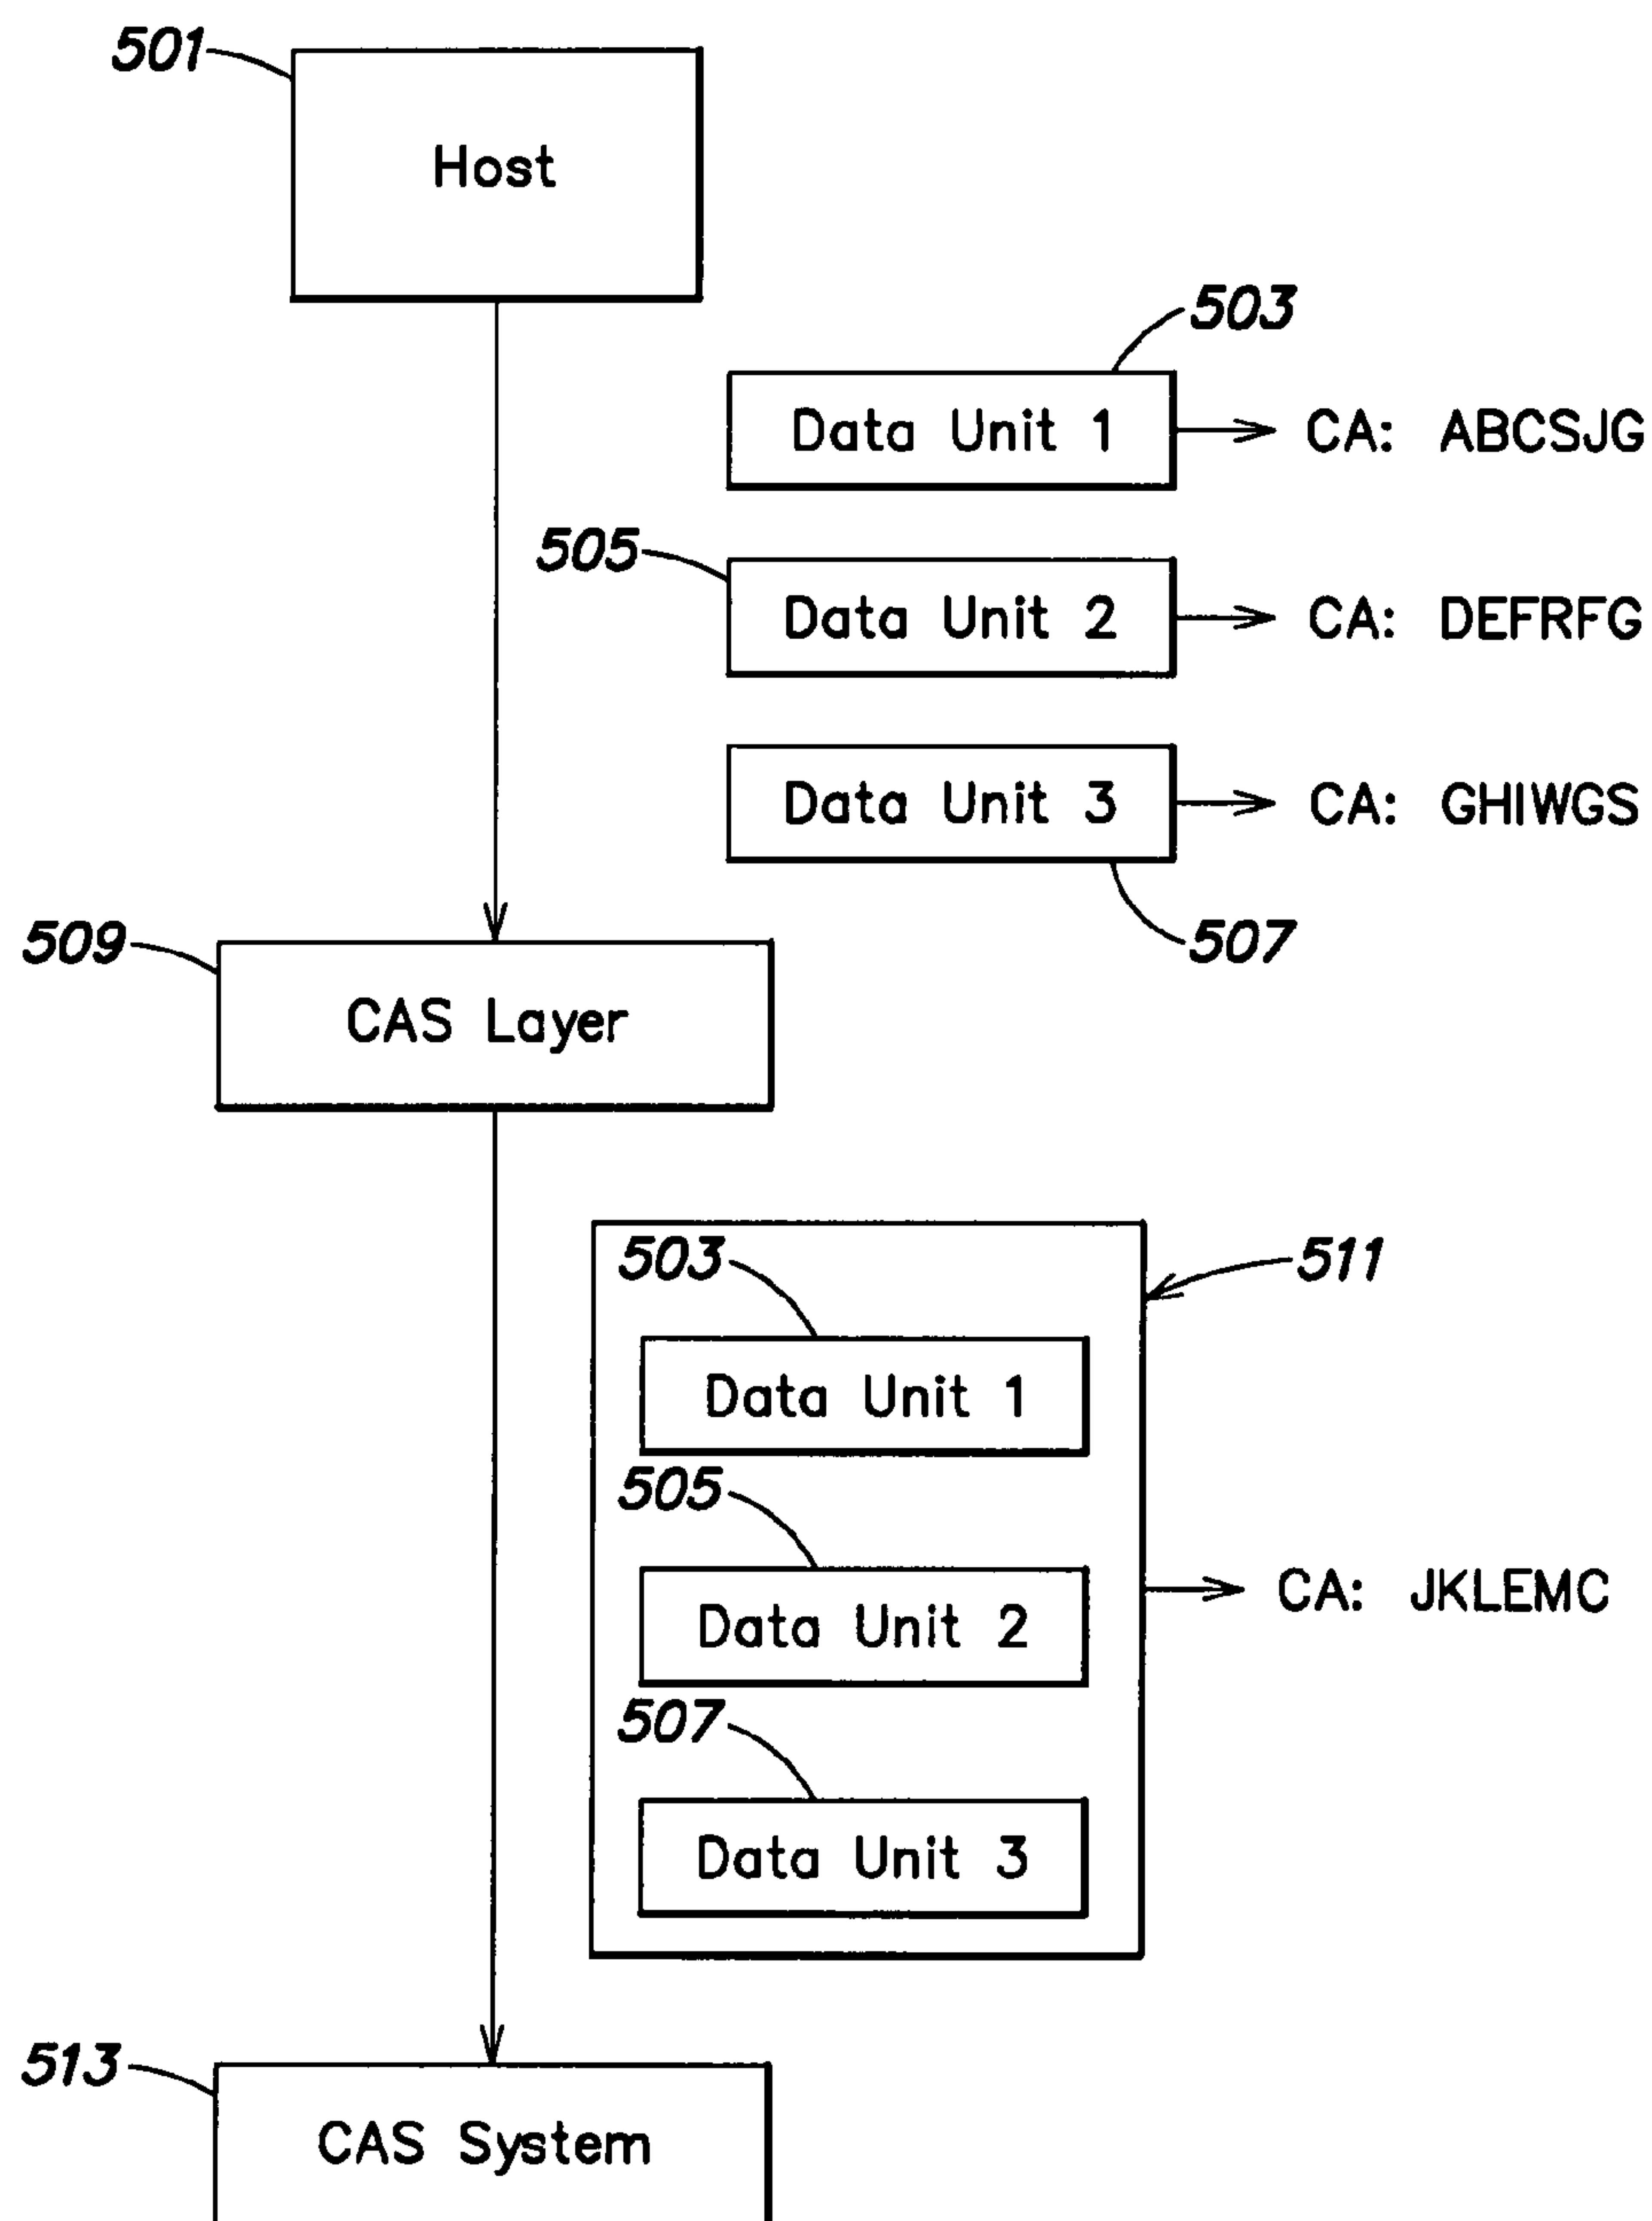 501
Host
503
Data Unit 1
CA: ABCSJG
505
Data Unit 2
CA: DEFRFG
Data Unit 3
CA: GHIWGS
507
509
CAS Layer
511
503
Data Unit 1
505
Data Unit 2
CA: JKLEMC
507
Data Unit 3
513
CAS System